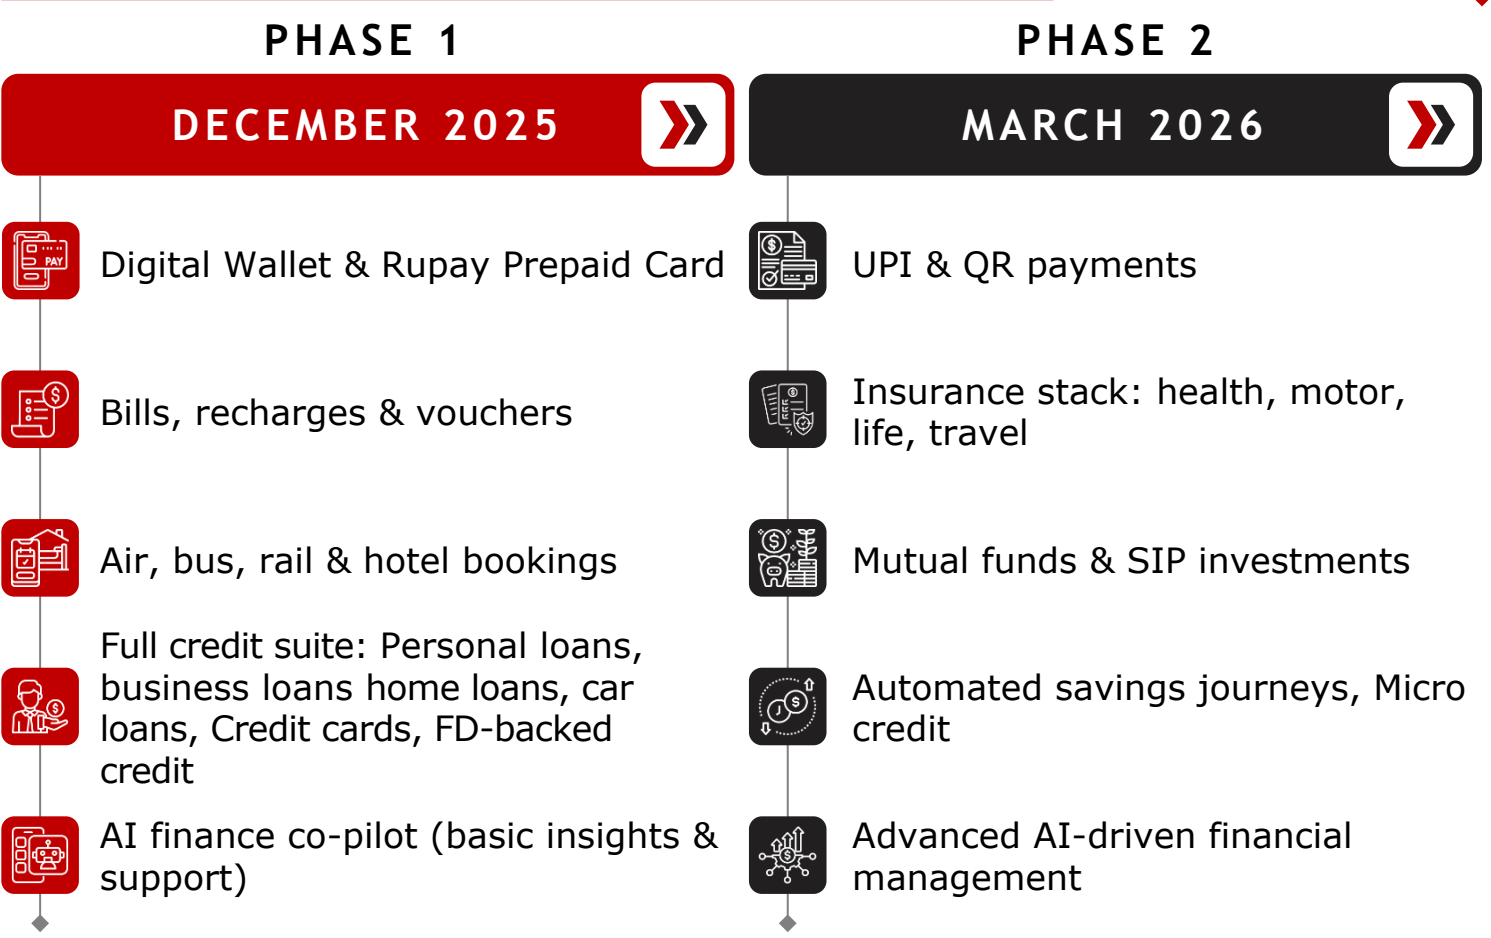 PHASE 1
DECEMBER 2025
PAY
Digital Wallet & Rupay Prepaid Card
Bills, recharges & vouchers
Air, bus, rail & hotel bookings
Full credit suite: Personal loans,
business loans home loans, car
loans, Credit cards, FD-backed
credit
AI finance co-pilot (basic insights &
support)
PHASE 2
MARCH 2026
UPI & QR payments
Insurance stack: health, motor,
life, travel
Mutual funds & SIP investments
Automated savings journeys, Micro
credit
Advanced AI-driven financial
management